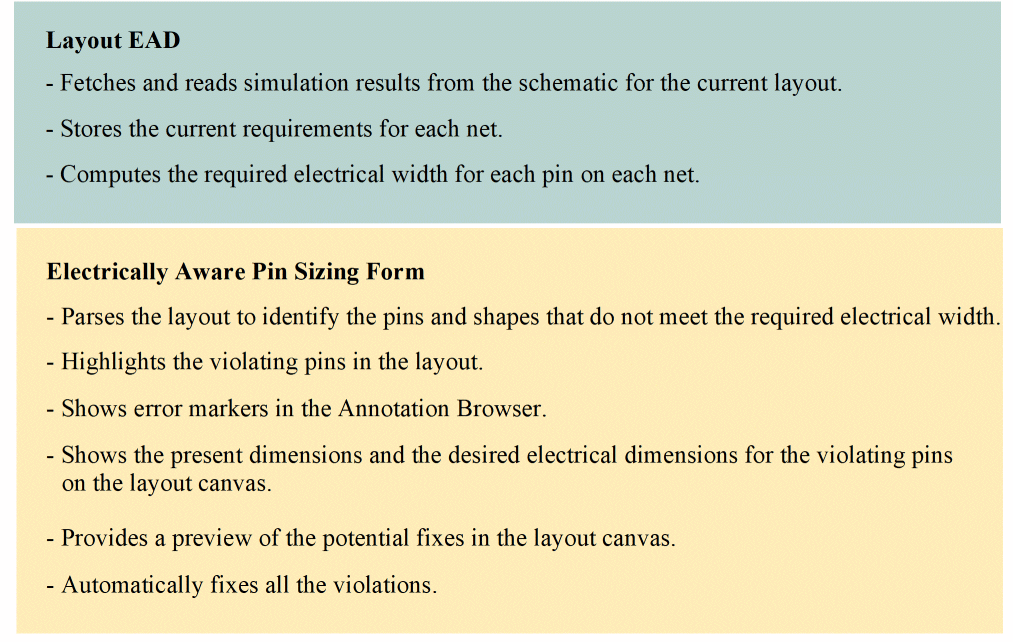 Layout EAD
- Fetches and reads simulation results from the schematic for the current layout.
- Stores the current requirements for each net.
- Computes the required electrical width for each pin on each net.
Electrically Aware Pin Sizing Form
- Parses the layout to identify the pins and shapes that do not meet the required electrical width.
- Highlights the violating pins in the layout.
- Shows error markers in the Annotation Browser.
- Shows the present dimensions and the desired electrical dimensions for the violating pins
on the layout canvas.
- Provides a preview of the potential fixes in the layout canvas.
- Automatically fixes all the violations.